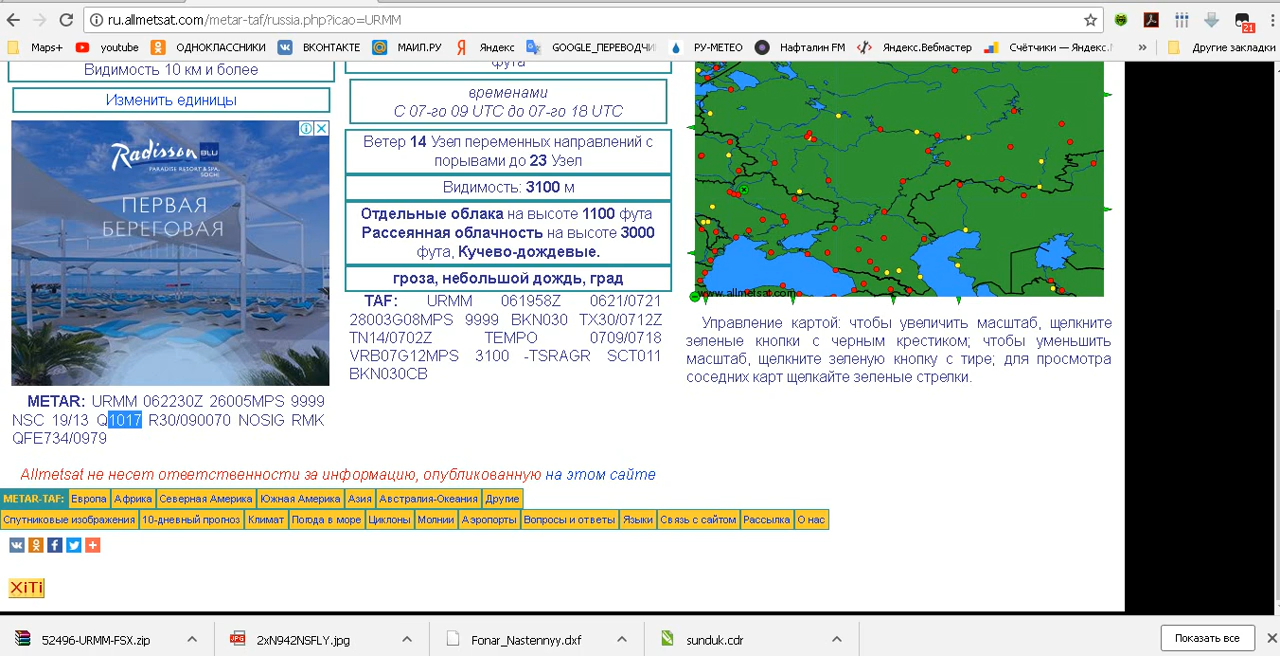 ru.allmetsat.com/metar-taf/russia.php?icao=URMM
21
Maps+
youtube
ОДНОКЛАССНИКИ
ВКОНТАКТЕ
МАИЛ.РУ
Яндекс
GOOGLE_ПЕРЕВОДЧИ
РУ-МЕТЕО
Нафталин FM
Яндекс.Вебмастер
Счётчики — Яндекс.
»
Другие закладки
Видимость 10 км и более
Изменить единицы
Radisson BLU
PARADISE RESORT & SPA,
SOCHI
ПЕРВАЯ
БЕРЕГОВАЯ
ЛИНИЯ
METAR: URMM 062230Z 26005MPS 9999
NSC 19/13 Q1017 R30/090070 NOSIG RMK
QFE734/0979
фута
временами
С 07-го 09 UTC до 07-го 18 UTC
Ветер 14 Узел переменных направлений с
порывами до 23 Узел
Видимость: 3100 м
Отдельные облака на высоте 1100 фута
Рассеянная облачность на высоте 3000
фута, Кучево-дождевые.
гроза, небольшой дождь, град
TAF: URMM 061958Z 0621/0721
28003G08MPS 9999 BKN030 TX30/0712Z
TN14/0702Z TEMPO 0709/0718
VRB07G12MPS 3100 -TSRAGR SCT011
BKN030CB
www.allmetsat.com
Управление картой: чтобы увеличить масштаб, щелкните
зеленые кнопки с черным крестиком; чтобы уменьшить
масштаб, щелкните зеленую кнопку с тире; для просмотра
соседних карт щелкайте зеленые стрелки.
Allmetsat не несет ответственности за информацию, опубликованную на этом сайте
METAR-TAF: Европа Африка Северная Америка Южная Америка Азия Австралия-Океания Другие
Спутниковые изображения 10-дневный прогноз Климат Погода в море Циклоны Молнии Аэропорты Вопросы и ответы Языки Связь с сайтом Рассылка О нас
XiTi
52496-URMM-FSX.zip
2xN942NSFLY.jpg
Fonar_Nastennyy.dxf
sunduk.cdr
Показать все